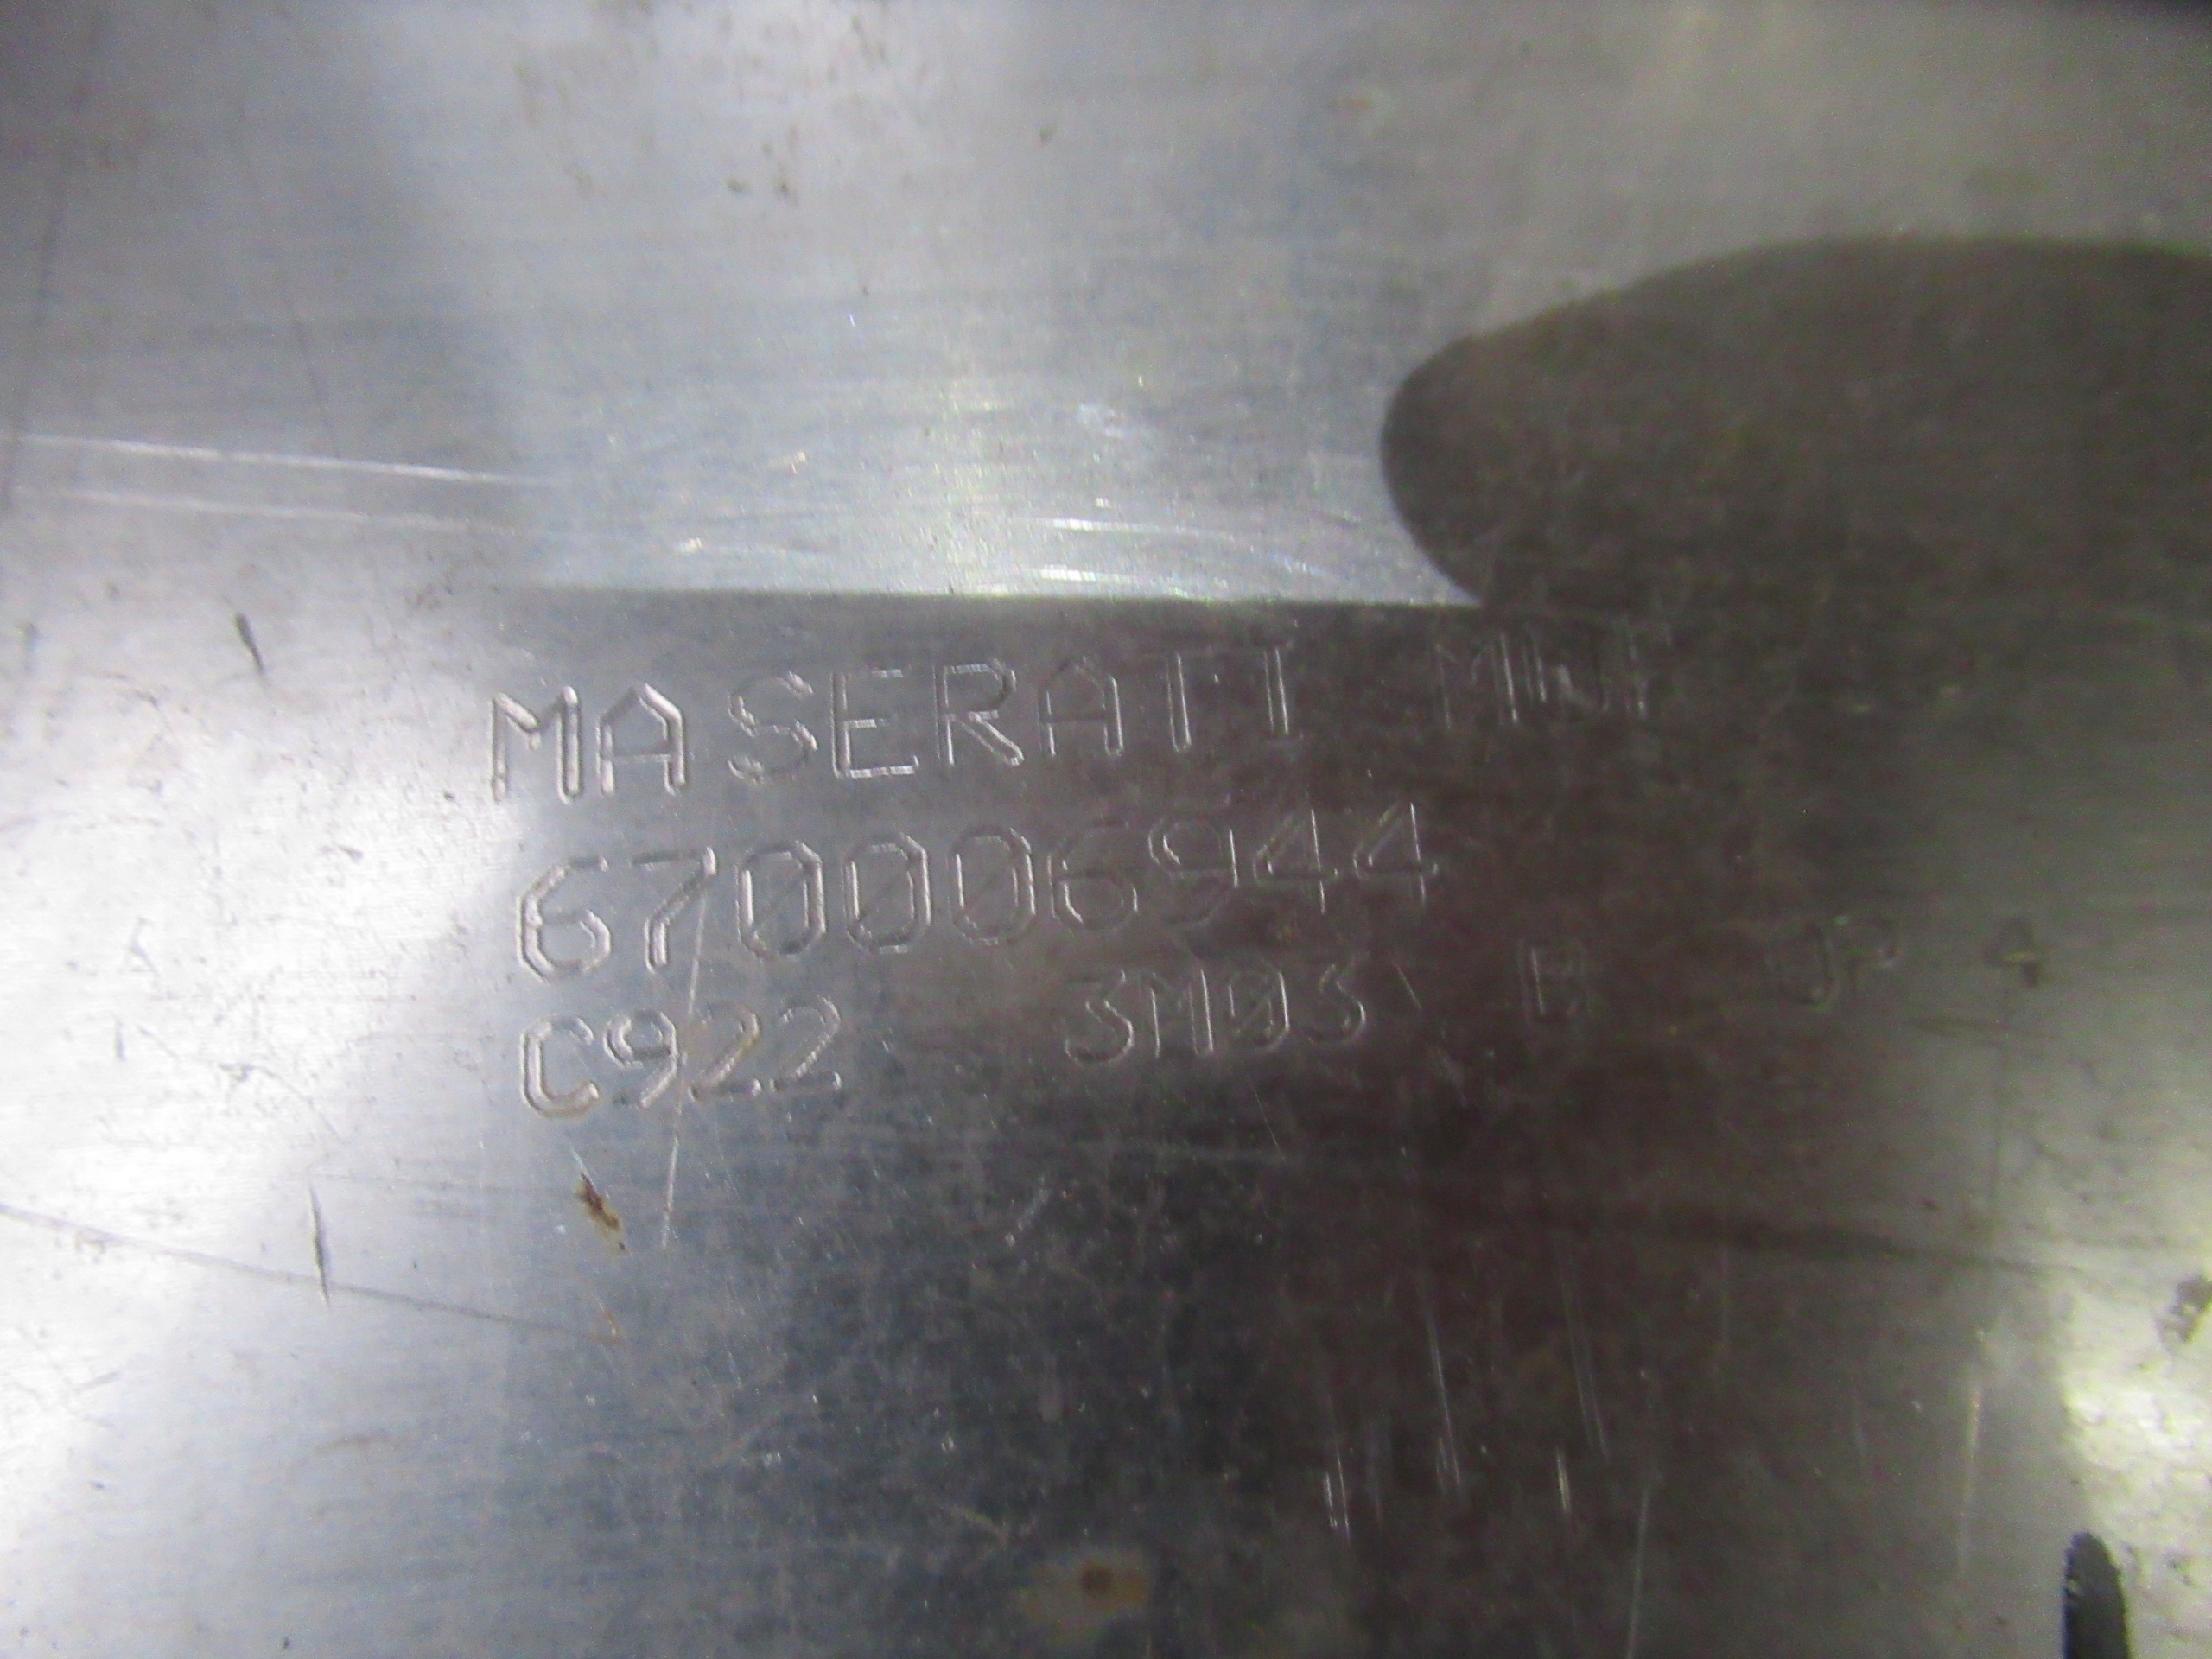 MASERATI
670006944
C922 3M03 B